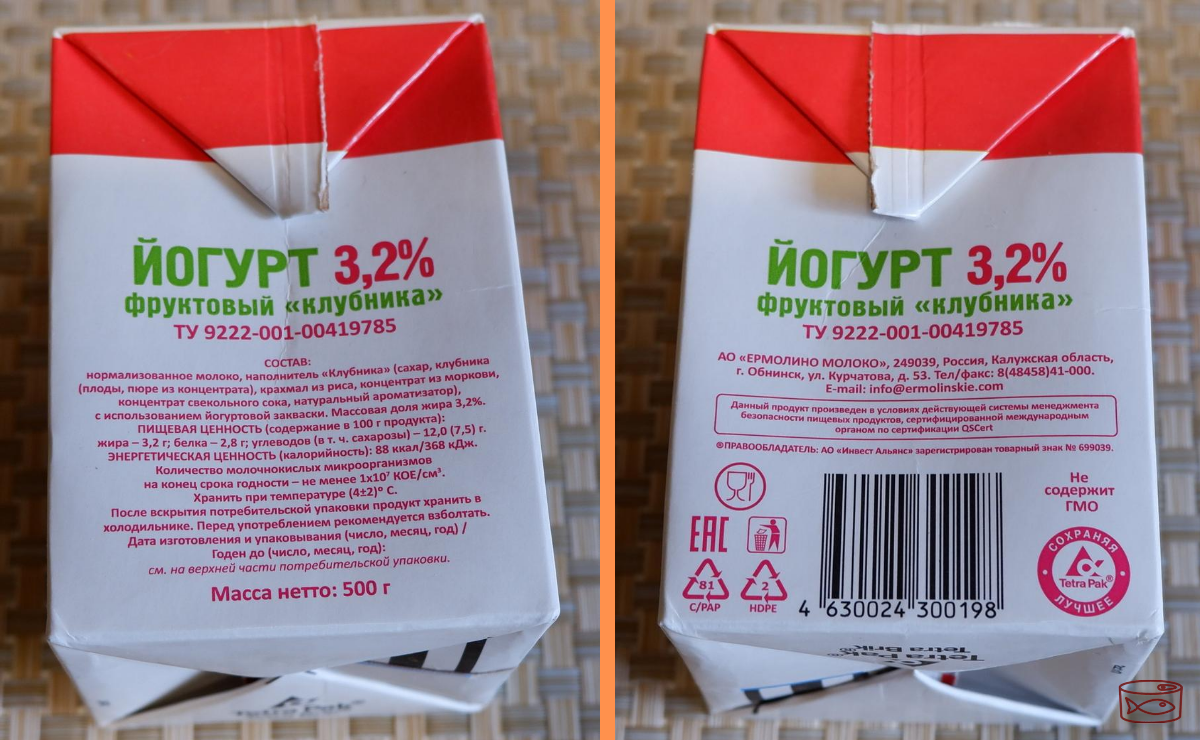 ЙОГУРТ 3,2%
фруктовый «клубника»
ТУ 9222-001-00419785
СОСТАВ:
нормализованное молоко, наполнитель «Клубника» (сахар, клубника
(плоды, пюре из концентрата), крахмал из риса, концентрат из моркови,
концентрат свекольного сока, натуральный ароматизатор),
с использованием йогуртовой закваски. Массовая доля жира 3,2%.
ПИЩЕВАЯ ЦЕННОСТЬ (содержание в 100 г продукта):
жира – 3,2 г; белка – 2,8 г; углеводов (в т. ч. сахарозы) – 12,0 (7,5) г.
ЭНЕРГЕТИЧЕСКАЯ ЦЕННОСТЬ (калорийность): 88 ккал/368 кДж.
Количество молочнокислых микроорганизмов
на конец срока годности – не менее 1х10⁷ КОЕ/см³.
Хранить при температуре (4±2)° С.
После вскрытия потребительской упаковки продукт хранить в
холодильнике. Перед употреблением рекомендуется взболтать.
Дата изготовления и упаковывания (число, месяц, год) /
Годен до (число, месяц, год):
см. на верхней части потребительской упаковки.
Масса нетто: 500 г
ЙОГУРТ 3,2%
фруктовый «клубника»
ТУ 9222-001-00419785
АО «ЕРМОЛИНО МОЛОКО», 249039, Россия, Калужская область,
г. Обнинск, ул. Курчатова, д. 53. Тел/факс: 8(48458)41-000.
E-mail: info@ermolinskie.com
Данный продукт произведен в условиях действующей системы менеджмента
безопасности пищевых продуктов, сертифицированной международным
органом по сертификации QSCert
®ПРАВООБЛАДАТЕЛЬ: АО «Инвест Альянс» зарегистрирован товарный знак № 699039.
Не
содержит
ГМО
EAC
81
C/PAP
2
HDPE
4 630024 300198
СОХРАНЯЯ
Tetra Pak®
ЛУЧШЕЕ
Tetra Pak®
Tetra Brik®